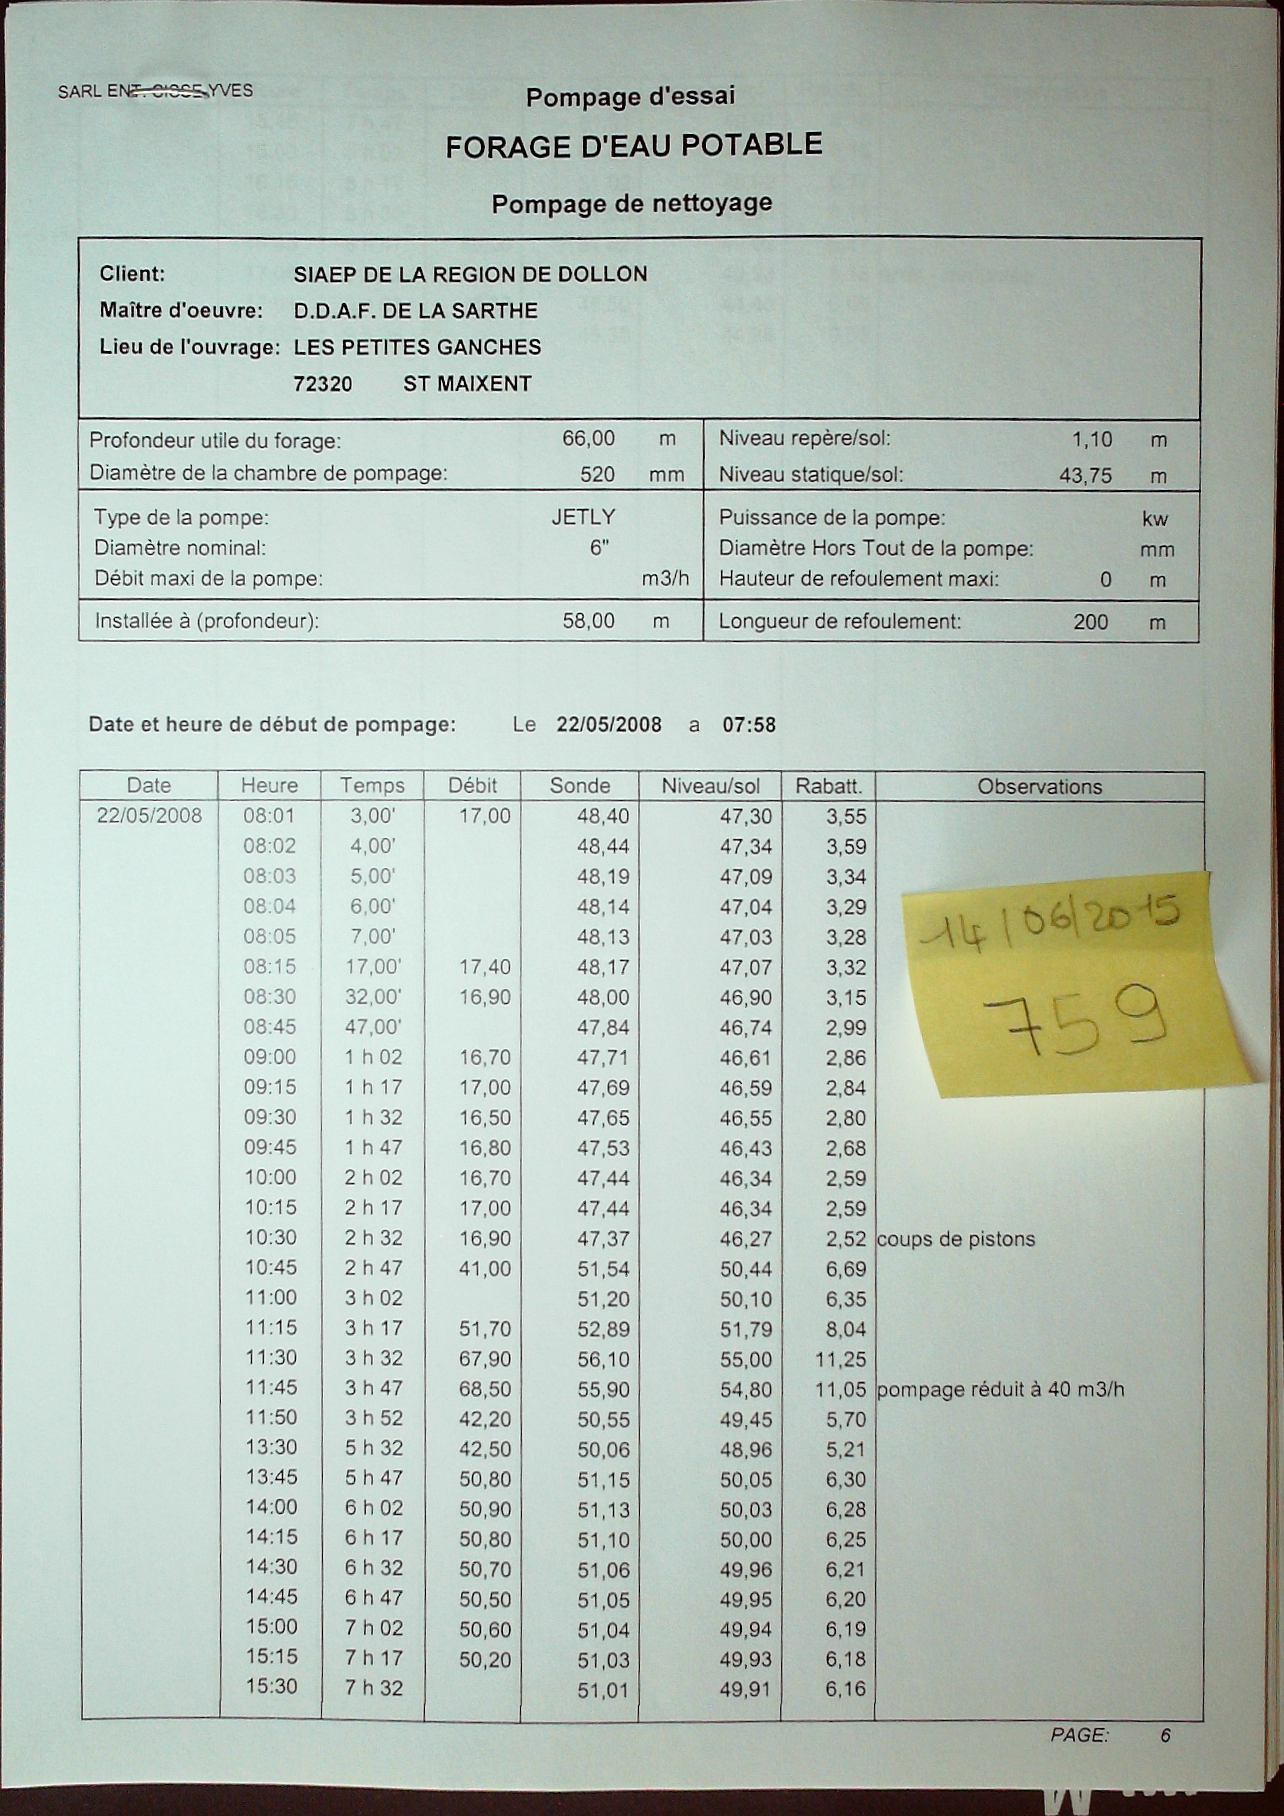 SARL ENT. CISSE YVES
Pompage d'essai
FORAGE D'EAU POTABLE
Pompage de nettoyage
Client: SIAEP DE LA REGION DE DOLLON
Maître d'oeuvre: D.D.A.F. DE LA SARTHE
Lieu de l'ouvrage: LES PETITES GANCHES
72320 ST MAIXENT
Profondeur utile du forage: 66,00 m Niveau repère/sol: 1,10 m
Diamètre de la chambre de pompage: 520 mm Niveau statique/sol: 43,75 m
Type de la pompe: JETLY Puissance de la pompe: kw
Diamètre nominal: 6" Diamètre Hors Tout de la pompe: mm
Débit maxi de la pompe: m3/h Hauteur de refoulement maxi: 0 m
Installée à (profondeur): 58,00 m Longueur de refoulement: 200 m
Date et heure de début de pompage: Le 22/05/2008 a 07:58
Date Heure Temps Débit Sonde Niveau/sol Rabatt. Observations
22/05/2008 08:01 3,00' 17,00 48,40 47,30 3,55
08:02 4,00' 48,44 47,34 3,59
08:03 5,00' 48,19 47,09 3,34
08:04 6,00' 48,14 47,04 3,29
08:05 7,00' 48,13 47,03 3,28
08:15 17,00' 17,40 48,17 47,07 3,32
08:30 32,00' 16,90 48,00 46,90 3,15
08:45 47,00' 47,84 46,74 2,99
09:00 1 h 02 16,70 47,71 46,61 2,86
09:15 1 h 17 17,00 47,69 46,59 2,84
09:30 1 h 32 16,50 47,65 46,55 2,80
09:45 1 h 47 16,80 47,53 46,43 2,68
10:00 2 h 02 16,70 47,44 46,34 2,59
10:15 2 h 17 17,00 47,44 46,34 2,59
10:30 2 h 32 16,90 47,37 46,27 2,52 coups de pistons
10:45 2 h 47 41,00 51,54 50,44 6,69
11:00 3 h 02 51,20 50,10 6,35
11:15 3 h 17 51,70 52,89 51,79 8,04
11:30 3 h 32 67,90 56,10 55,00 11,25
11:45 3 h 47 68,50 55,90 54,80 11,05 pompage réduit à 40 m3/h
11:50 3 h 52 42,20 50,55 49,45 5,70
13:30 5 h 32 42,50 50,06 48,96 5,21
13:45 5 h 47 50,80 51,15 50,05 6,30
14:00 6 h 02 50,90 51,13 50,03 6,28
14:15 6 h 17 50,80 51,10 50,00 6,25
14:30 6 h 32 50,70 51,06 49,96 6,21
14:45 6 h 47 50,50 51,05 49,95 6,20
15:00 7 h 02 50,60 51,04 49,94 6,19
15:15 7 h 17 50,20 51,03 49,93 6,18
15:30 7 h 32 51,01 49,91 6,16
14/06/2015
759
PAGE: 6